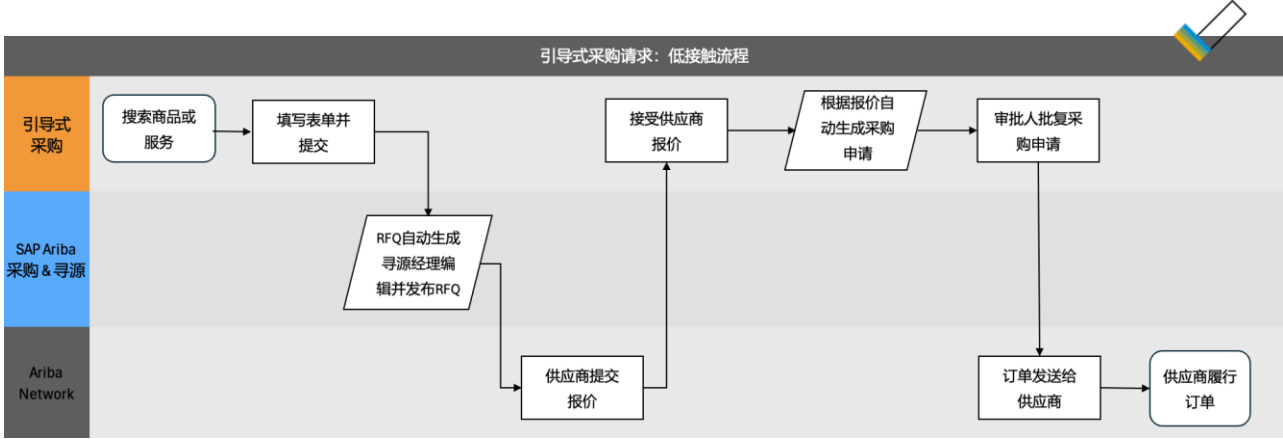 引导式采购请求：低接触流程
引导式
采购
搜索商品或
服务
填写表单并
提交
接受供应商
报价
根据报价自
动生成采购
申请
审批人批复采
购申请
SAP Ariba
采购 & 寻源
RFQ自动生成
寻源经理编
辑并发布RFQ
Ariba
Network
供应商提交
报价
订单发送给
供应商
供应商履行
订单